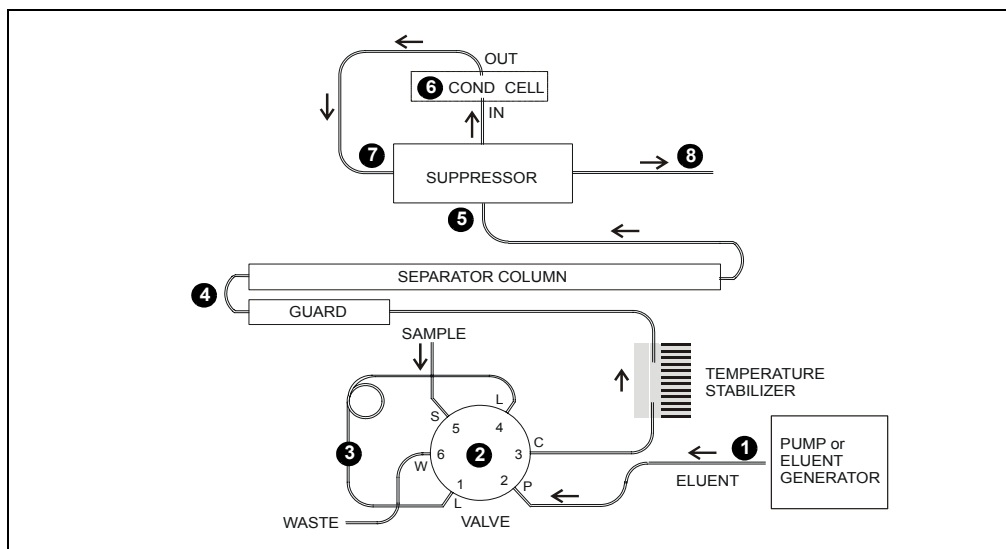 OUT
6 COND CELL
IN
7
8
SUPPRESSOR
5
SEPARATOR COLUMN
4
GUARD
SAMPLE
TEMPERATURE
STABILIZER
L
S
5
4
C
3
6
2
3
W
1
2
P
L
VALVE
WASTE
1
ELUENT
PUMP or
ELUENT
GENERATOR